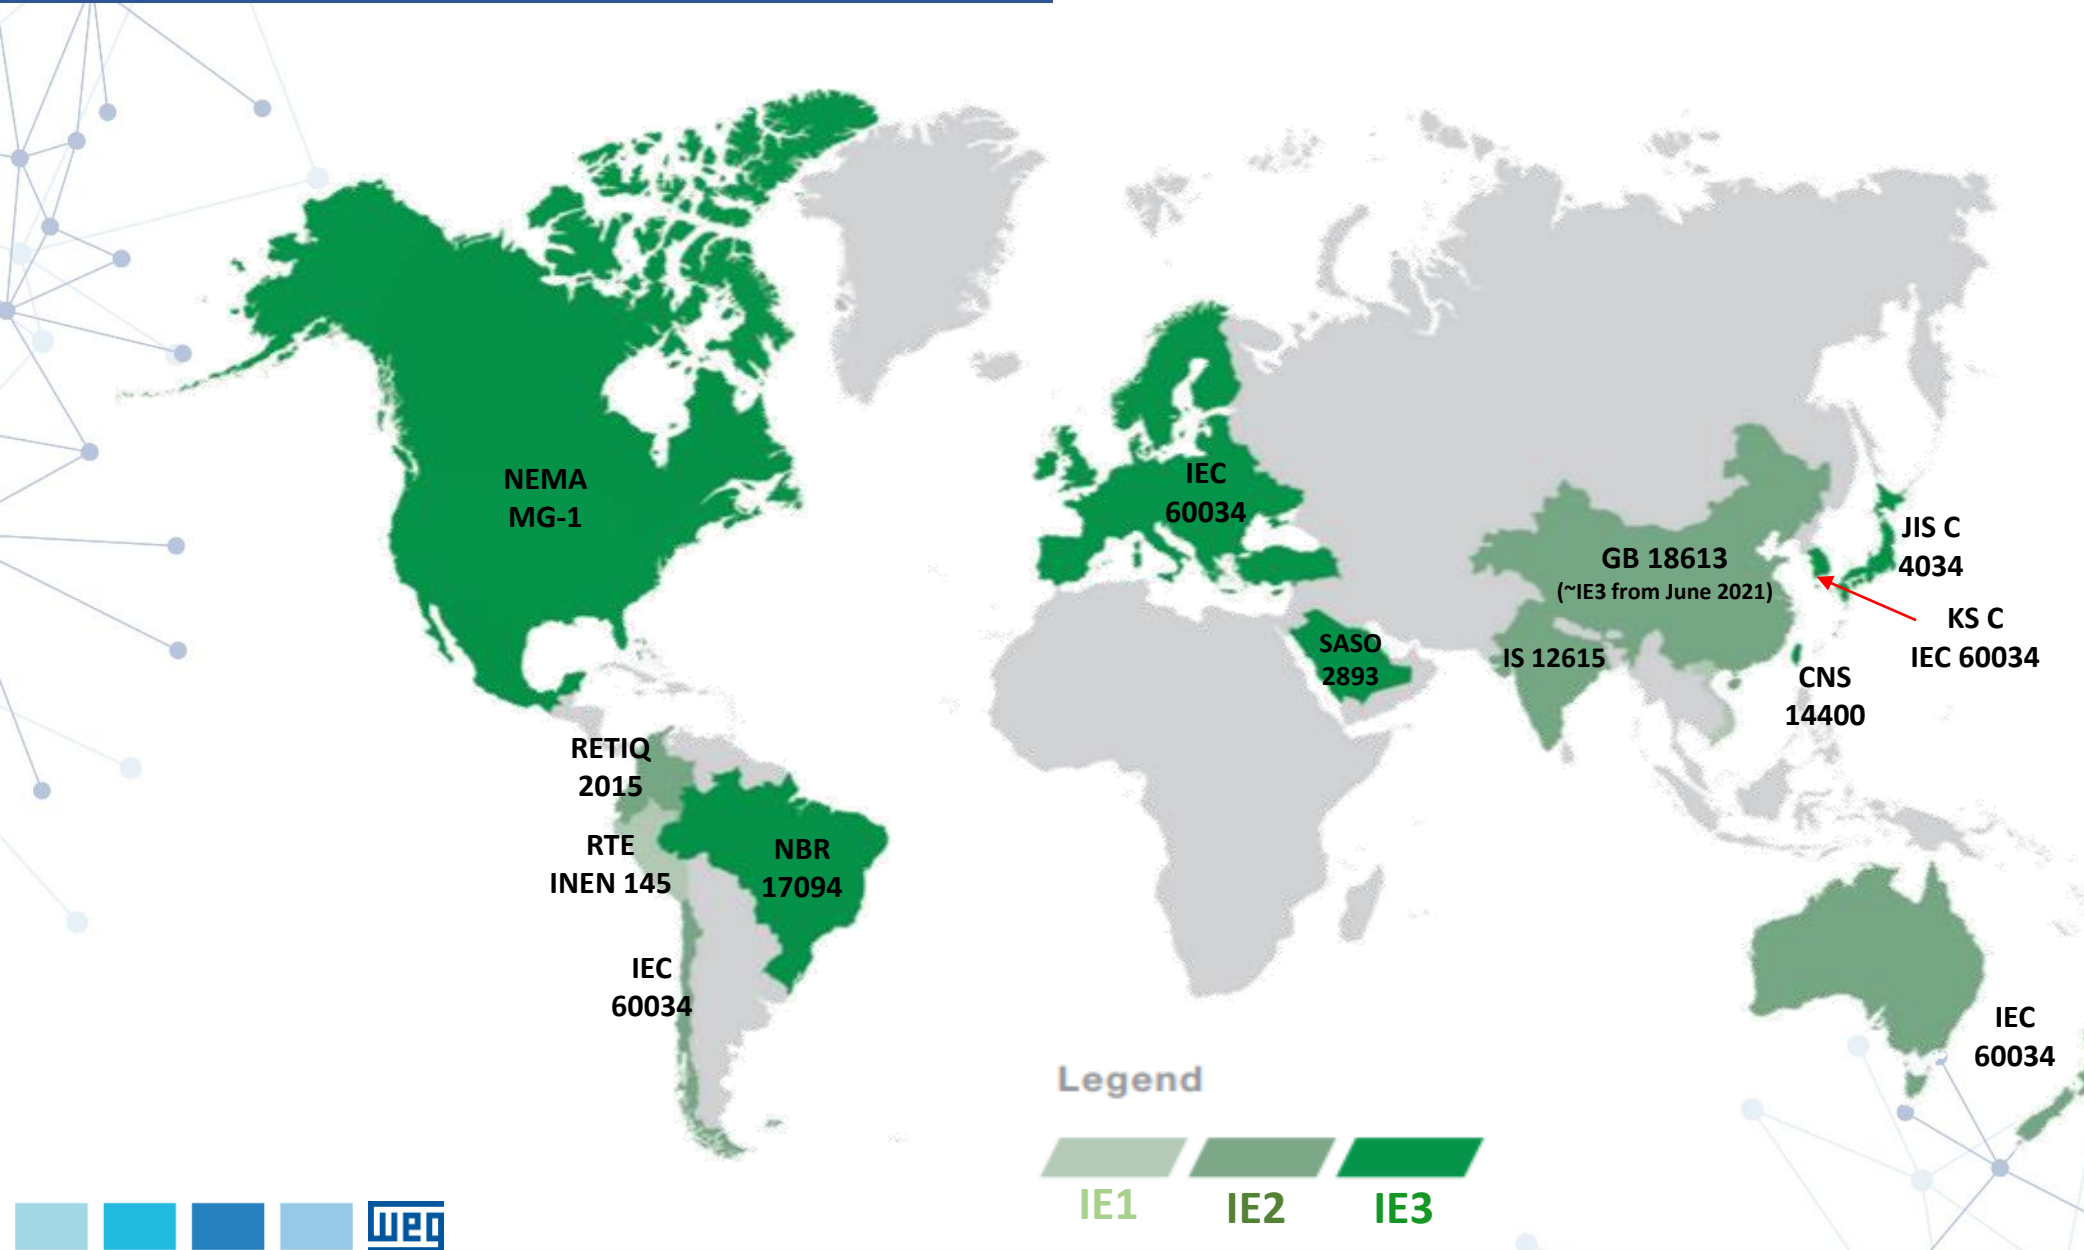 NEMA
MG-1
IEC
60034
GB 18613
(~IE3 from June 2021)
JIS C
4034
KS C
IEC 60034
SASO
2893
IS 12615
CNS
14400
RETIQ
2015
RTE
INEN 145
NBR
17094
IEC
60034
IEC
60034
Legend
IE1
IE2
IE3
weg